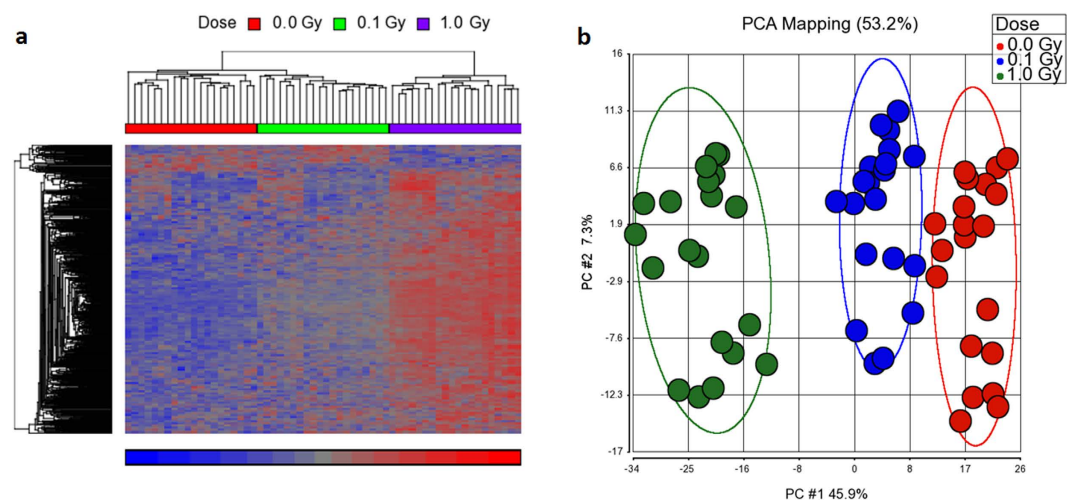 Dose 0.0 Gy 0.1 Gy 1.0 Gy
a
b
PCA Mapping (53.2%)
Dose
0.0 Gy
0.1 Gy
1.0 Gy
16
11.3
6.6
1.9
-2.9
-7.6
-12.3
-17
PC #2 7.3%
-34 -25 -16 -8 0 8 17 26
PC #1 45.9%